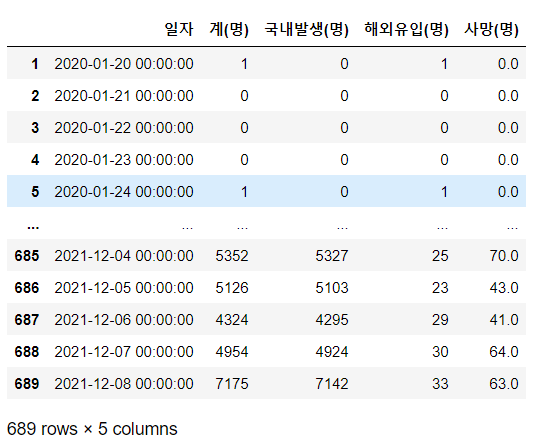 일자 계(명) 국내발생(명) 해외유입(명) 사망(명)
1 2020-01-20 00:00:00 1 0 1 0.0
2 2020-01-21 00:00:00 0 0 0 0.0
3 2020-01-22 00:00:00 0 0 0 0.0
4 2020-01-23 00:00:00 0 0 0 0.0
5 2020-01-24 00:00:00 1 0 1 0.0
... ... ... ... ... ...
685 2021-12-04 00:00:00 5352 5327 25 70.0
686 2021-12-05 00:00:00 5126 5103 23 43.0
687 2021-12-06 00:00:00 4324 4295 29 41.0
688 2021-12-07 00:00:00 4954 4924 30 64.0
689 2021-12-08 00:00:00 7175 7142 33 63.0
689 rows × 5 columns